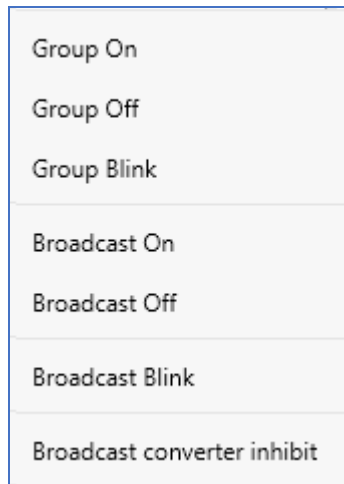 Group On
Group Off
Group Blink
Broadcast On
Broadcast Off
Broadcast Blink
Broadcast converter inhibit